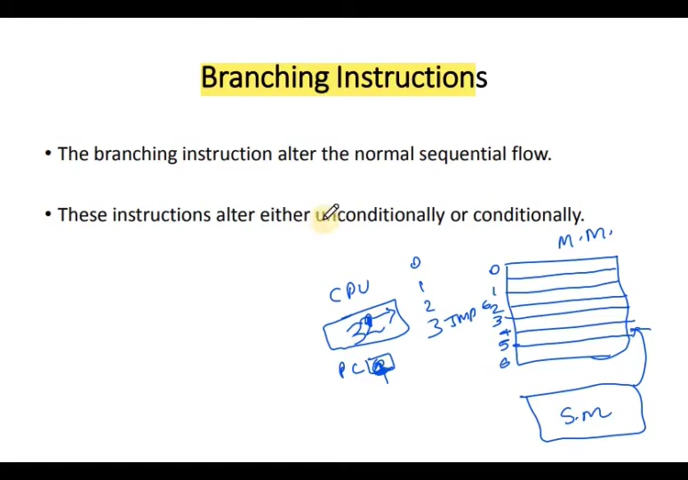 Branching Instructions
• The branching instruction alter the normal sequential flow.
• These instructions alter either unconditionally or conditionally.
M.M.
CPU
PC
0
1
2
3 JMP 6
0
1
2
3
4
5
6
S.M